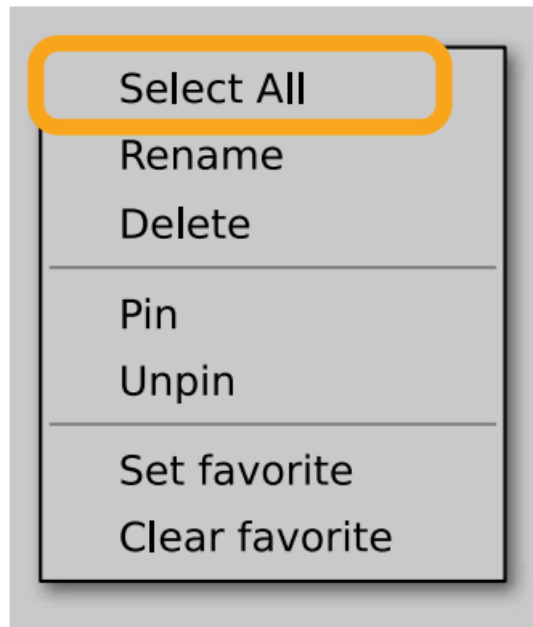 Select All
Rename
Delete
Pin
Unpin
Set favorite
Clear favorite